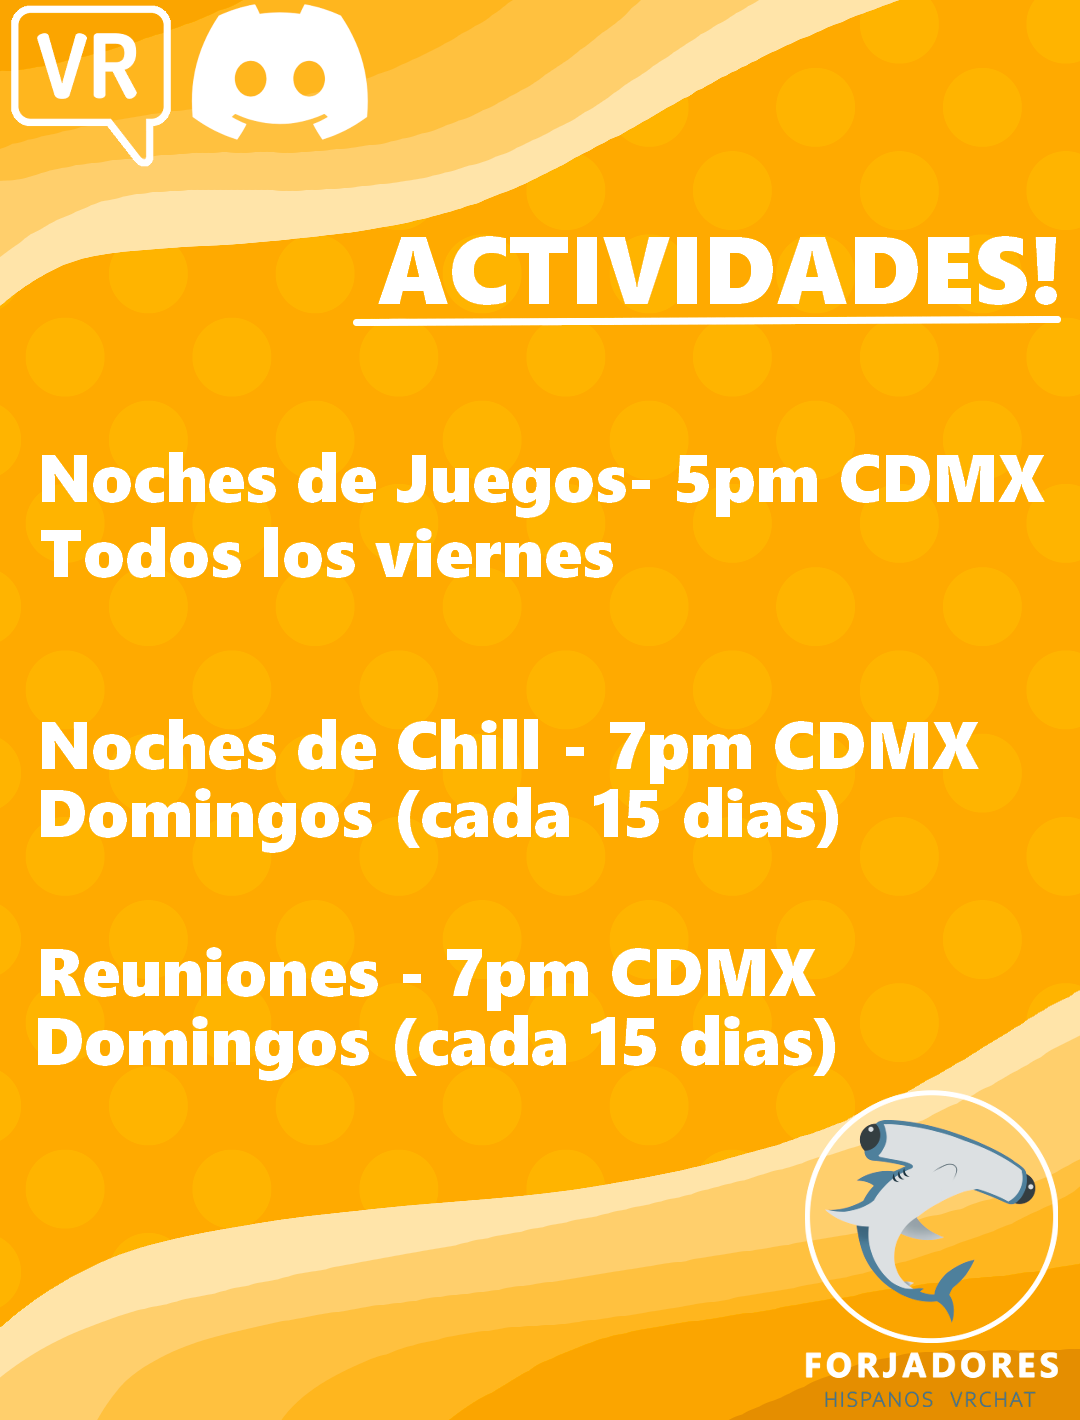 VR
ACTIVIDADES!
Noches de Juegos- 5pm CDMX
Todos los viernes
Noches de Chill - 7pm CDMX
Domingos (cada 15 dias)
Reuniones - 7pm CDMX
Domingos (cada 15 dias)
FORJADORES
HISPANOS VRCHAT